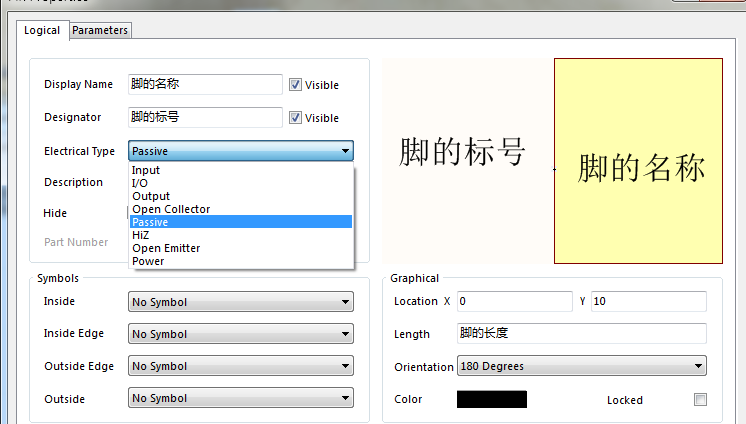 Logical Parameters
Display Name 脚的名称 Visible
Designator 脚的标号 Visible
Electrical Type Passive
Input
I/O
Output
Open Collector
Passive
HiZ
Open Emitter
Power
Description
Hide
Part Number
脚的标号
脚的名称
Symbols
Inside No Symbol
Inside Edge No Symbol
Outside Edge No Symbol
Outside No Symbol
Graphical
Location X 0 Y 10
Length 脚的长度
Orientation 180 Degrees
Color Locked